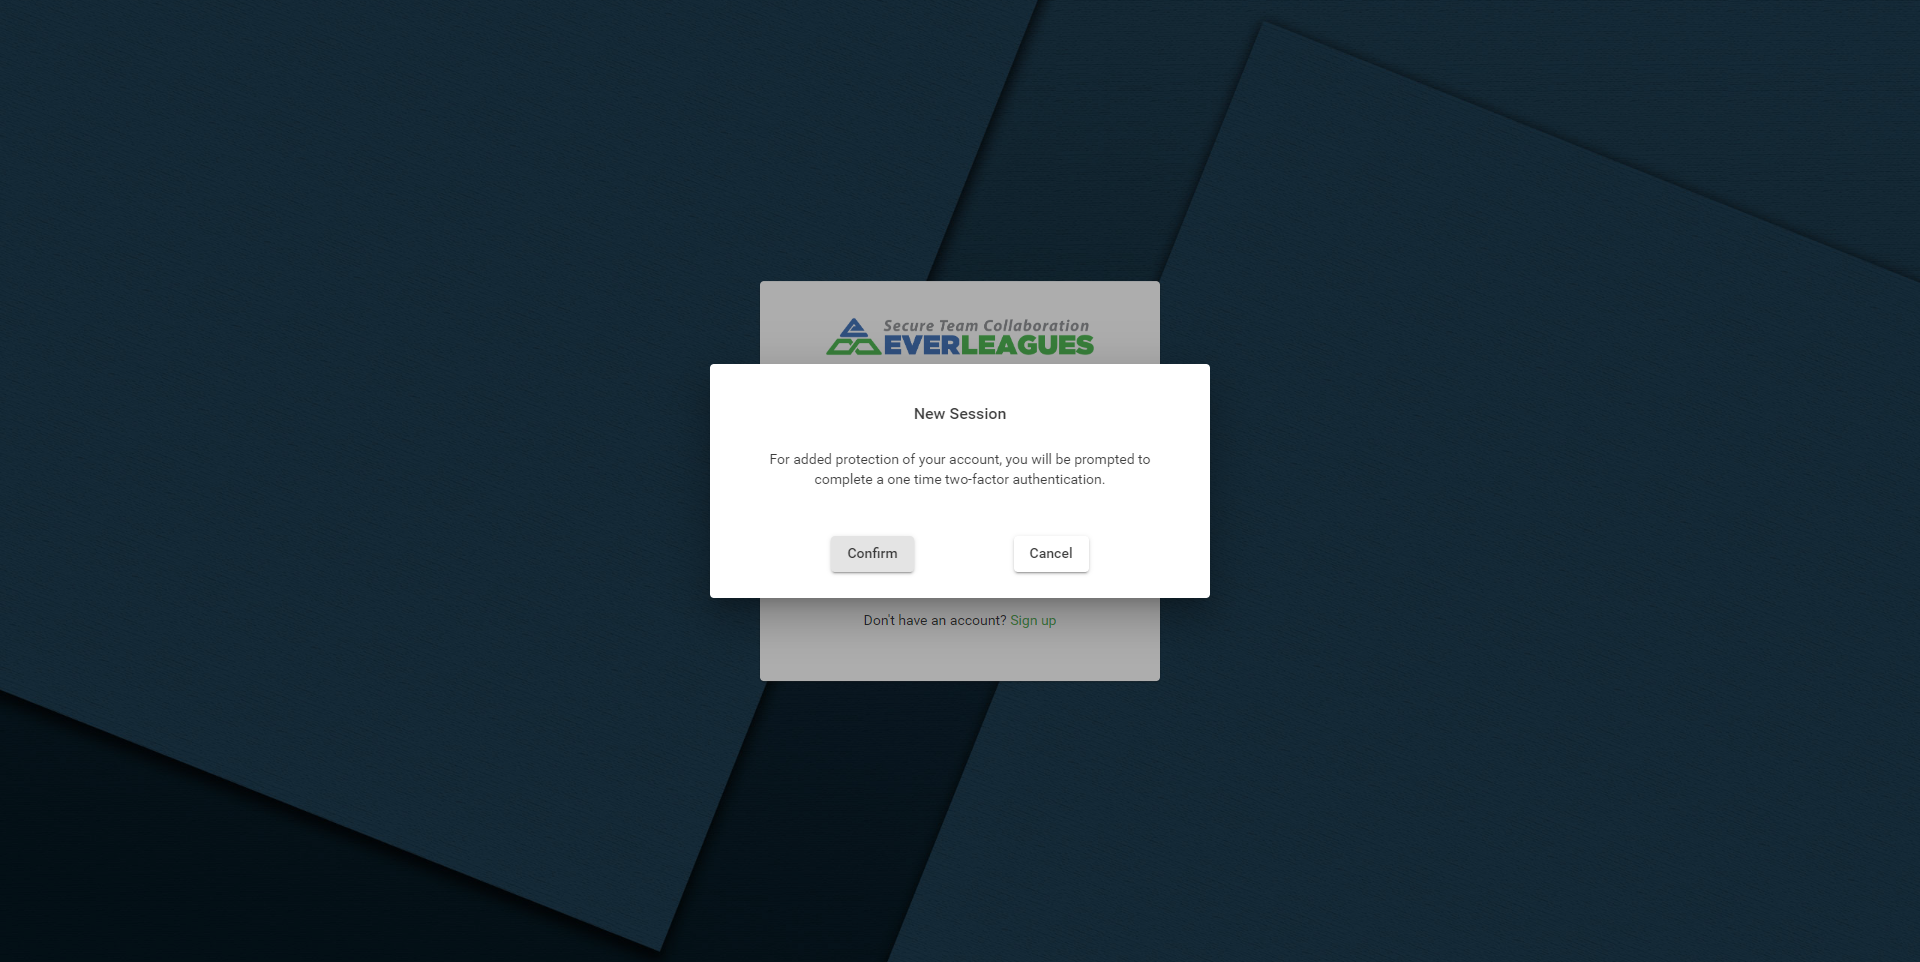 Secure Team Collaboration
EVERLEAGUES
New Session
For added protection of your account, you will be prompted to
complete a one time two-factor authentication.
Confirm
Cancel
Don't have an account? Sign up